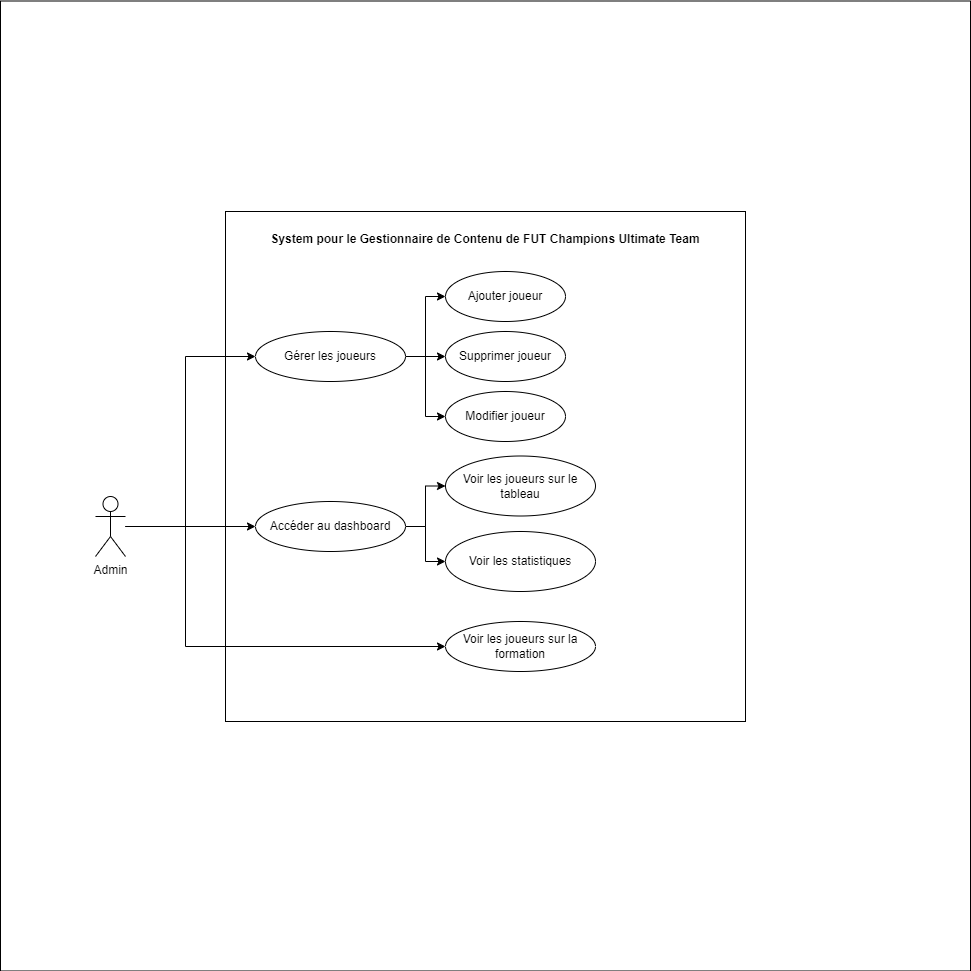 System pour le Gestionnaire de Contenu de FUT Champions Ultimate Team
Ajouter joueur
Gérer les joueurs
Supprimer joueur
Modifier joueur
Voir les joueurs sur le
tableau
Accéder au dashboard
Voir les statistiques
Admin
Voir les joueurs sur la
formation